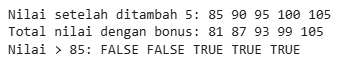 Nilai setelah ditambah 5: 85 90 95 100 105
Total nilai dengan bonus: 81 87 93 99 105
Nilai > 85: FALSE FALSE TRUE TRUE TRUE